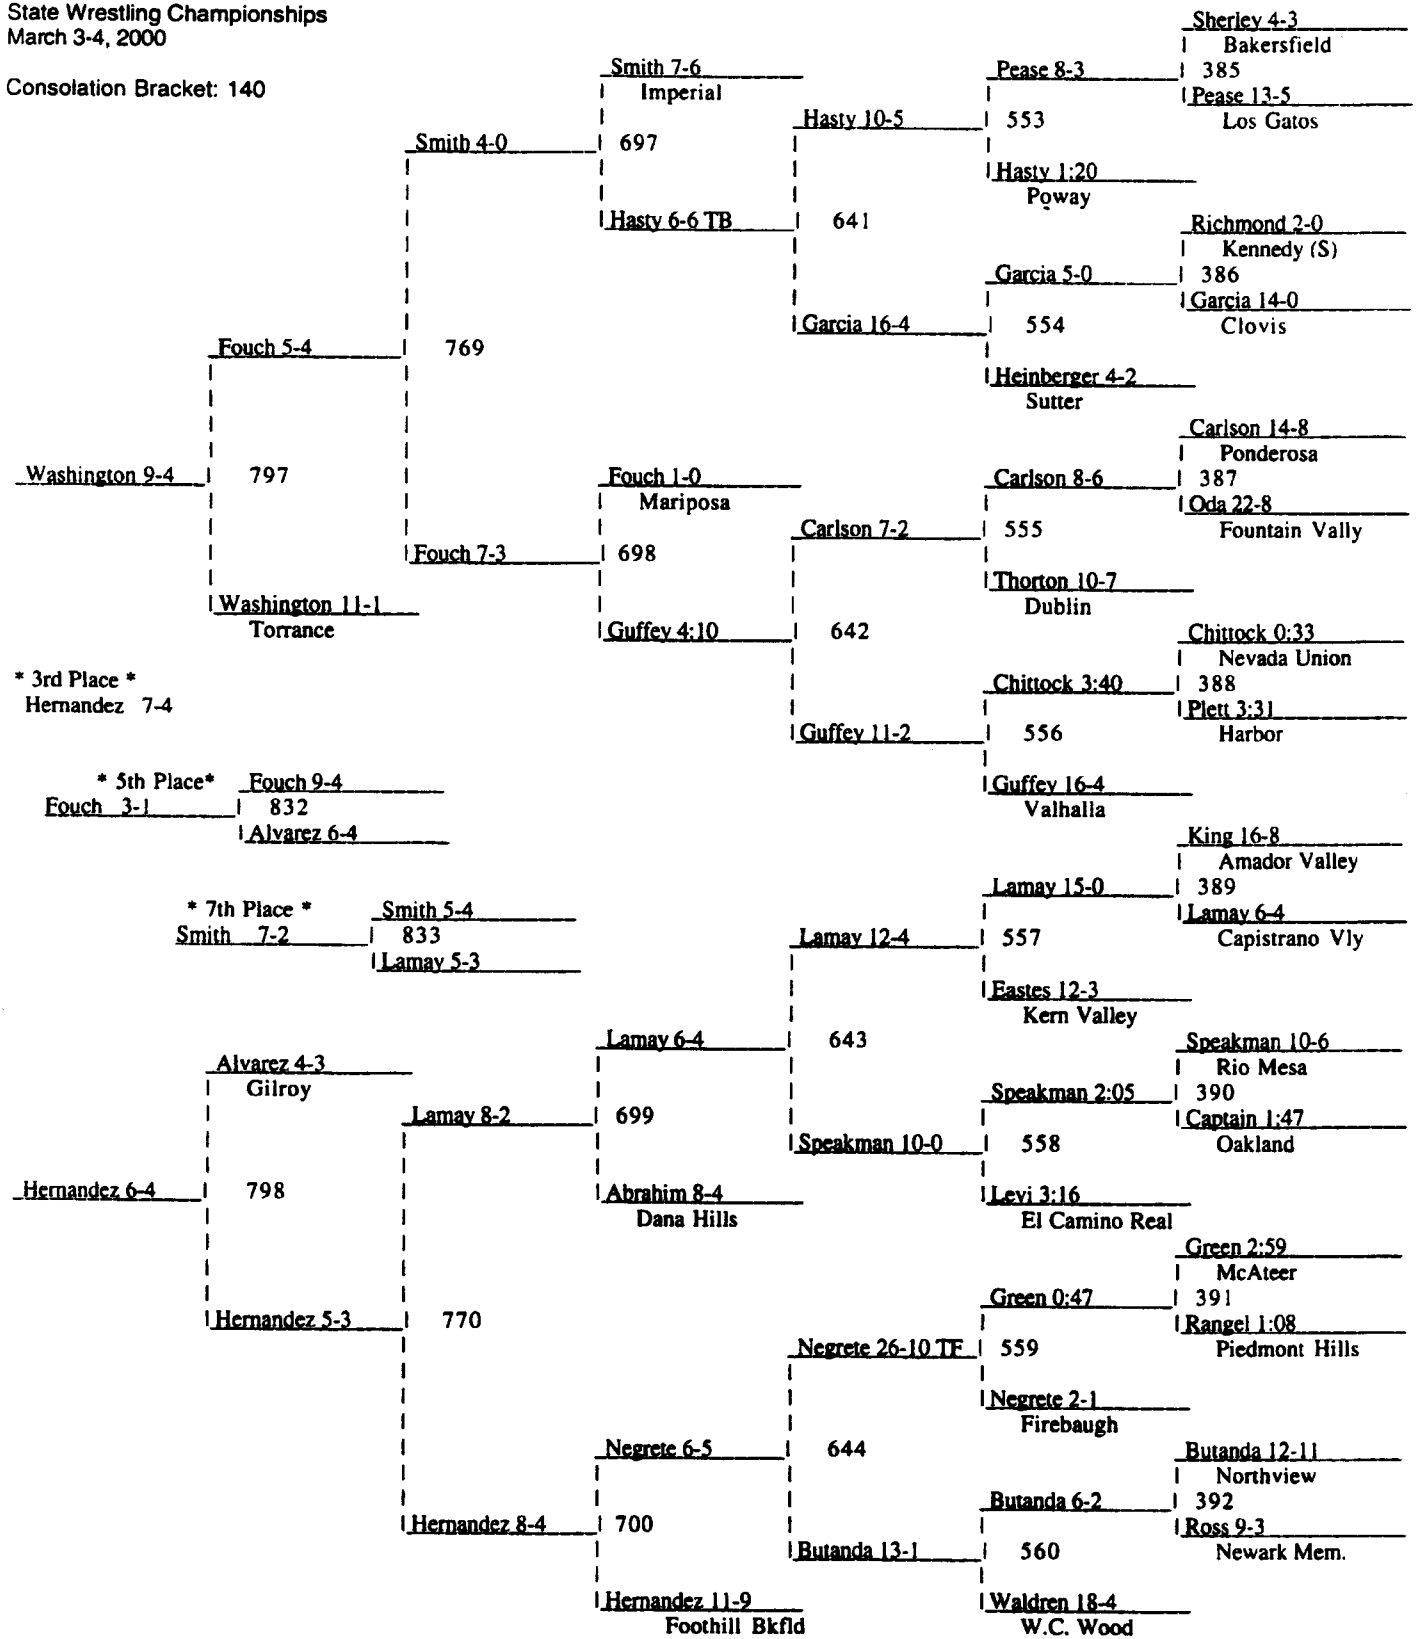 State Wrestling Championships
March 3-4, 2000
Consolation Bracket: 140
Sherley 4-3
Bakersfield
385
Pease 13-5
Los Gatos
Pease 8-3
553
Hasty 1:20
Poway
Smith 7-6
Imperial
Hasty 10-5
Smith 4-0
697
Hasty 6-6 TB
641
Richmond 2-0
Kennedy (S)
386
Garcia 14-0
Clovis
Garcia 5-0
Garcia 16-4
554
Heinberger 4-2
Sutter
Fouch 5-4
769
Carlson 14-8
Ponderosa
387
Oda 22-8
Fountain Vally
Washington 9-4
797
Fouch 1-0
Mariposa
Carlson 8-6
Carlson 7-2
555
Fouch 7-3
698
Thorton 10-7
Dublin
Washington 11-1
Torrance
Guffey 4:10
642
Chittock 0:33
Nevada Union
388
Plett 3:31
Harbor
* 3rd Place *
Hernandez 7-4
Chittock 3:40
Guffey 11-2
556
Guffey 16-4
Valhalla
* 5th Place*
Fouch 9-4
Fouch 3-1
832
Alvarez 6-4
King 16-8
Amador Valley
389
Lamay 6-4
Capistrano Vly
* 7th Place *
Smith 5-4
Smith 7-2
833
Lamay 5-3
Lamay 15-0
Lamay 12-4
557
Eastes 12-3
Kern Valley
Lamay 6-4
643
Speakman 10-6
Rio Mesa
390
Captain 1:47
Oakland
Alvarez 4-3
Gilroy
Lamay 8-2
699
Speakman 2:05
Speakman 10-0
558
Hernandez 6-4
798
Abrahim 8-4
Dana Hills
Levi 3:16
El Camino Real
Green 2:59
McAteer
391
Rangel 1:08
Piedmont Hills
Hernandez 5-3
770
Green 0:47
Negrete 26-10 TF
559
Negrete 2-1
Firebaugh
Negrete 6-5
644
Butanda 12-11
Northview
392
Ross 9-3
Newark Mem.
Hernandez 8-4
700
Butanda 6-2
Butanda 13-1
560
Hernandez 11-9
Foothill Bkfld
Waldren 18-4
W.C. Wood